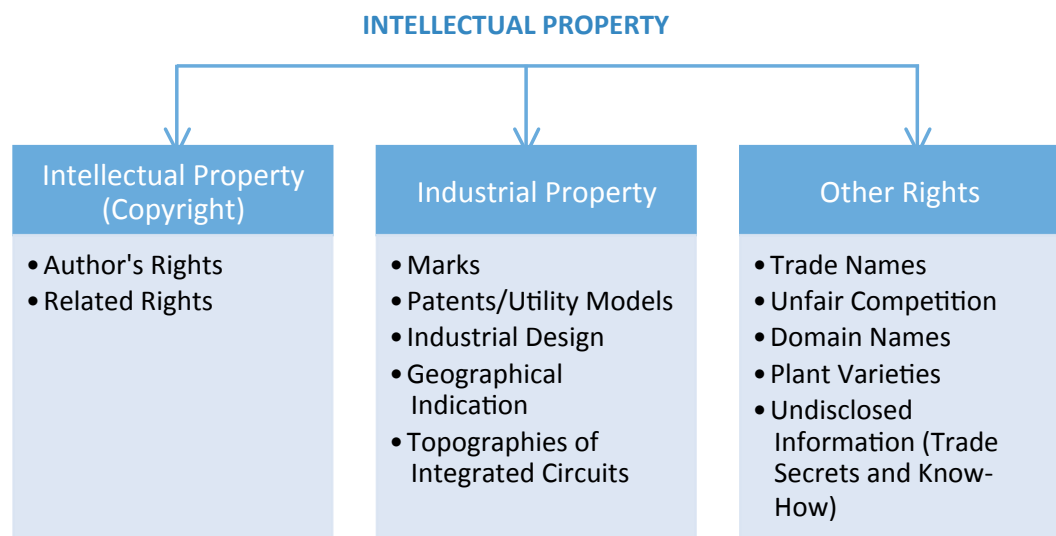 INTELLECTUAL PROPERTY
Intellectual Property
(Copyright)
• Author's Rights
• Related Rights
Industrial Property
• Marks
• Patents/Utility Models
• Industrial Design
• Geographical
Indication
• Topographies of
Integrated Circuits
Other Rights
• Trade Names
• Unfair Competition
• Domain Names
• Plant Varieties
• Undisclosed
Information (Trade
Secrets and Know-
How)